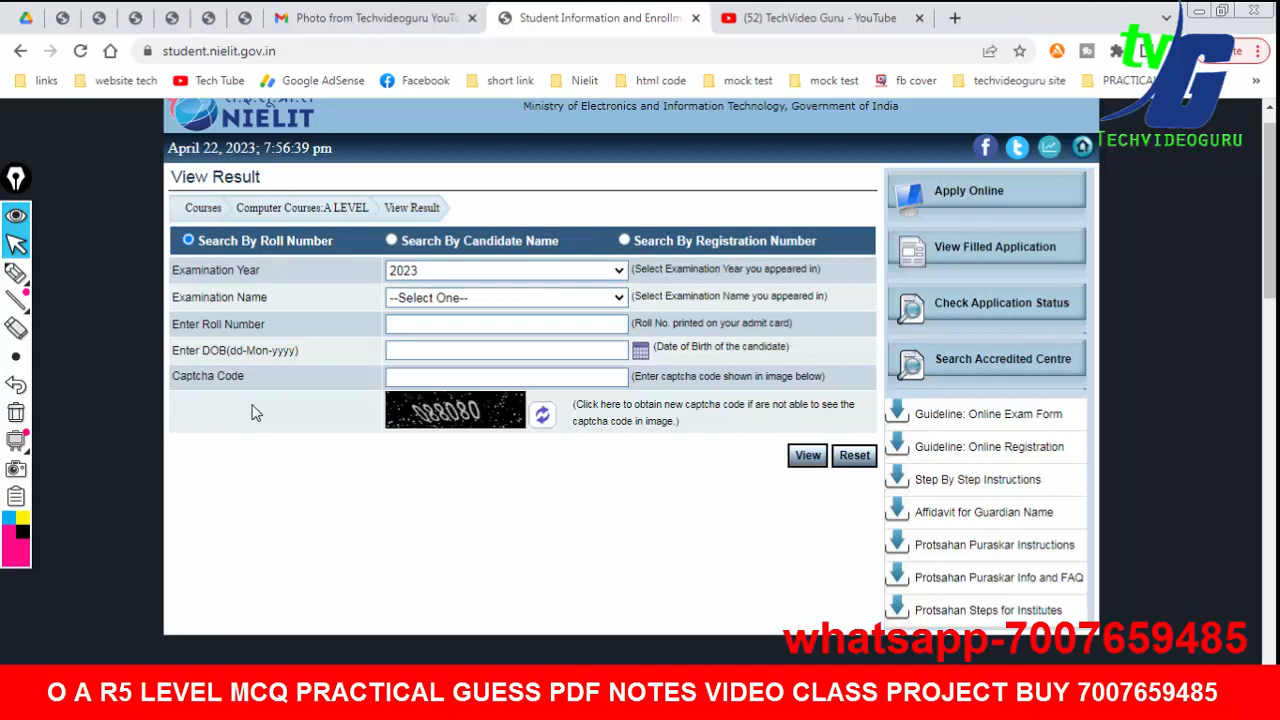 Photo from Techvideoguru YouTu
Student Information and Enrollm
(52) TechVideo Guru - YouTube
student.nielit.gov.in
links
website tech
Tech Tube
Google AdSense
Facebook
short link
Nielit
html code
mock test
mock test
fb cover
techvideoguru site
PRACTICAL
tv
TECHVIDEOGURU
NIELIT
Ministry of Electronics and Information Technology, Government of India
April 22, 2023; 7:56:39 pm
View Result
Courses
Computer Courses:A LEVEL
View Result
Search By Roll Number
Search By Candidate Name
Search By Registration Number
Examination Year
2023
(Select Examination Year you appeared in)
Examination Name
--Select One--
(Select Examination Name you appeared in)
Enter Roll Number
(Roll No. printed on your admit card)
Enter DOB(dd-Mon-yyyy)
(Date of Birth of the candidate)
Captcha Code
(Enter captcha code shown in image below)
088080
(Click here to obtain new captcha code if are not able to see the
captcha code in image.)
View
Reset
Apply Online
View Filled Application
Check Application Status
Search Accredited Centre
Guideline: Online Exam Form
Guideline: Online Registration
Step By Step Instructions
Affidavit for Guardian Name
Protsahan Puraskar Instructions
Protsahan Puraskar Info and FAQ
Protsahan Steps for Institutes
whatsapp-7007659485
O A R5 LEVEL MCQ PRACTICAL GUESS PDF NOTES VIDEO CLASS PROJECT BUY 7007659485